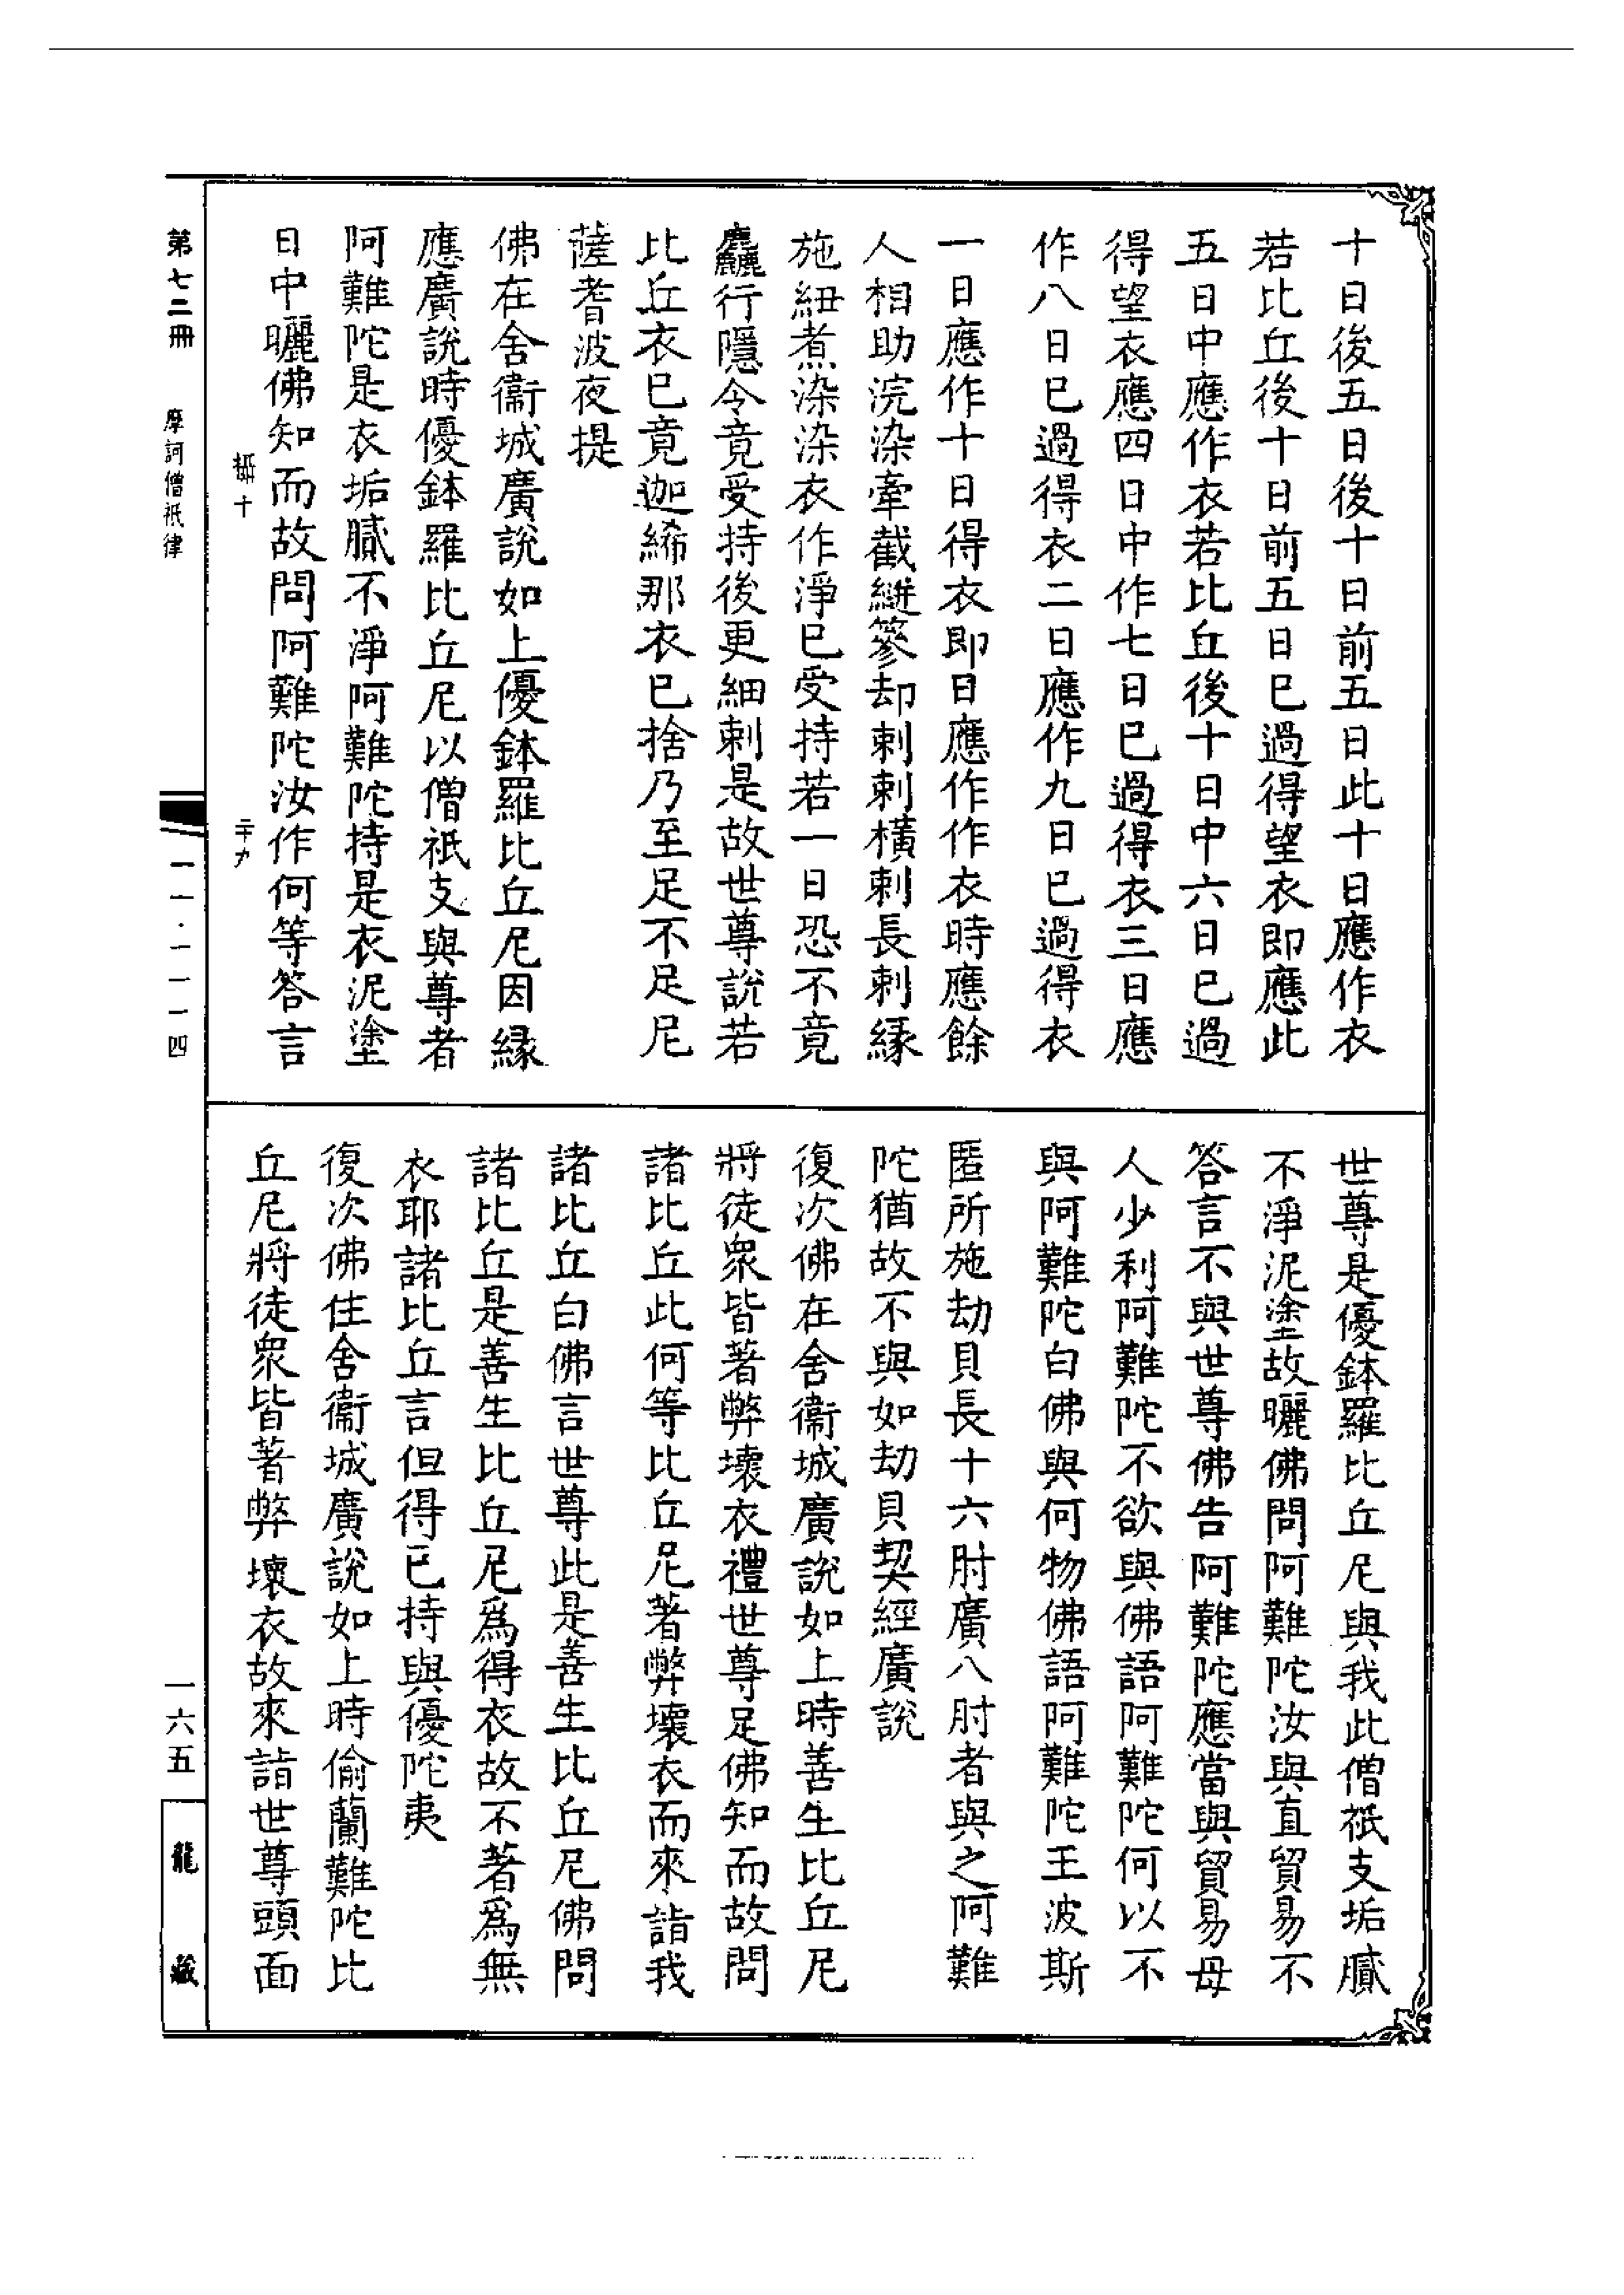 十日後五日後十日前五日此十日應作衣
若比丘後十日前五日已過得望衣即應此
五日中應作衣若比丘後十日中六日已過
得望衣應四日中作七日已過得衣三日應
作八日已過得衣二日應作九日已過得衣
一日應作十日得衣即日應作作衣時應餘
人相助浣染牽截縫篸却刺刺橫刺長刺緣
施紐煮染染衣作淨已受持若一日恐不竟
麤行隱令竟受持後更細刺是故世尊說若
比丘衣已竟迦絺那衣已捨乃至足不足尼
薩耆波夜提
佛在舍衞城廣說如上優鉢羅比丘尼因緣
應廣說時優鉢羅比丘尼以僧祇支與尊者
阿難陀是衣垢膩不淨阿難陀持是衣泥塗
日中曬佛知而故問阿難陀汝作何等答言
世尊是優鉢羅比丘尼與我此僧祇支垢膩
不淨泥塗故曬佛問阿難陀汝與直貿易不
答言不與世尊佛告阿難陀應當與貿易母
人少利阿難陀不欲與佛語阿難陀何以不
與阿難陀白佛與何物佛語阿難陀王波斯
匿所施劫貝長十六肘廣八肘者與之阿難
陀猶故不與如劫貝契經廣說
復次佛在舍衞城廣說如上時善生比丘尼
將徒衆皆著弊壞衣禮世尊足佛知而故問
諸比丘此何等比丘尼著弊壞衣而來詣我
諸比丘白佛言世尊此是善生比丘尼佛問
諸比丘是善生比丘尼爲得衣故不著爲無
衣耶諸比丘言但得已持與優陀夷
復次佛住舍衞城廣說如上時偷蘭難陀比
丘尼將徒衆皆著弊壞衣故來詣世尊頭面
第七二冊 摩訶僧祇律 一一·一一一四 一六五 龍藏